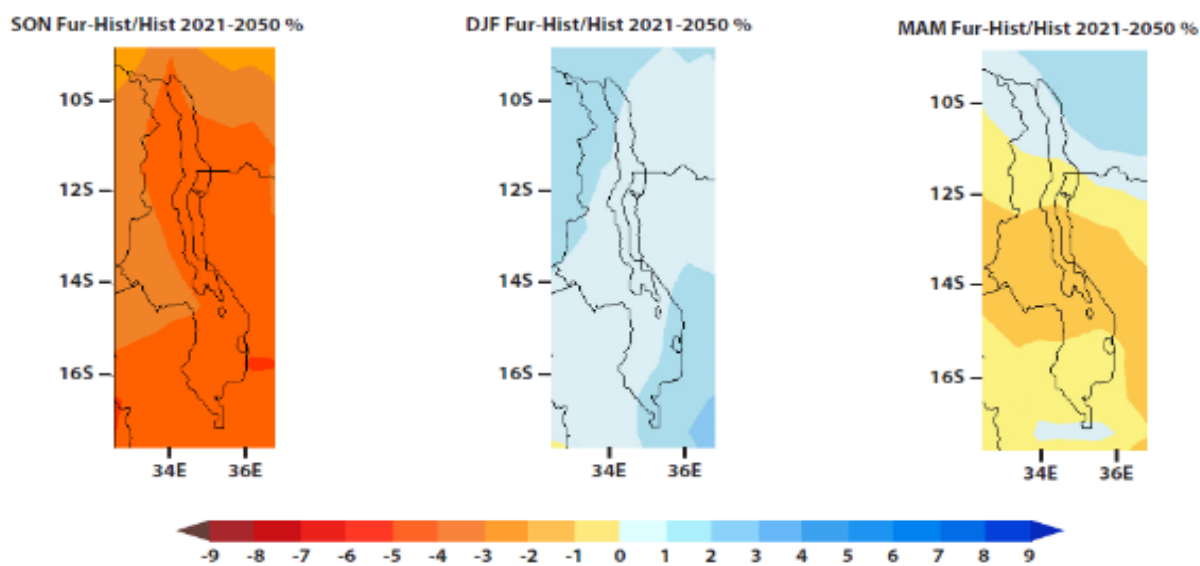 SON Fur-Hist/Hist 2021-2050 %
DJF Fur-Hist/Hist 2021-2050 %
MAM Fur-Hist/Hist 2021-2050 %
10S
12S
14S
16S
34E 36E
10S
12S
14S
16S
34E 36E
10S
12S
14S
16S
34E 36E
-9 -8 -7 -6 -5 -4 -3 -2 -1 0 1 2 3 4 5 6 7 8 9